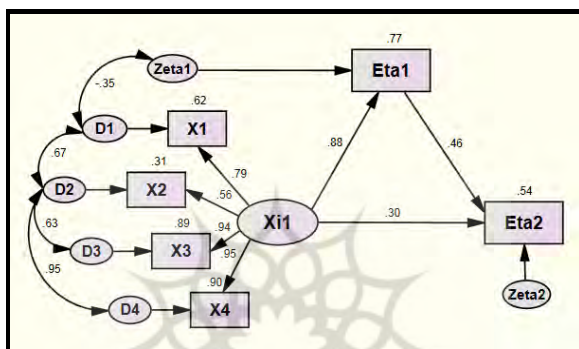 .77
Zeta1
Eta1
-.35
.62
D1
X1
.88
.46
.67
.79
.31
D2
X2
.56
.54
Xi1
.30
Eta2
.63
.89
.94
D3
X3
.95
.95
.90
Zeta2
D4
X4